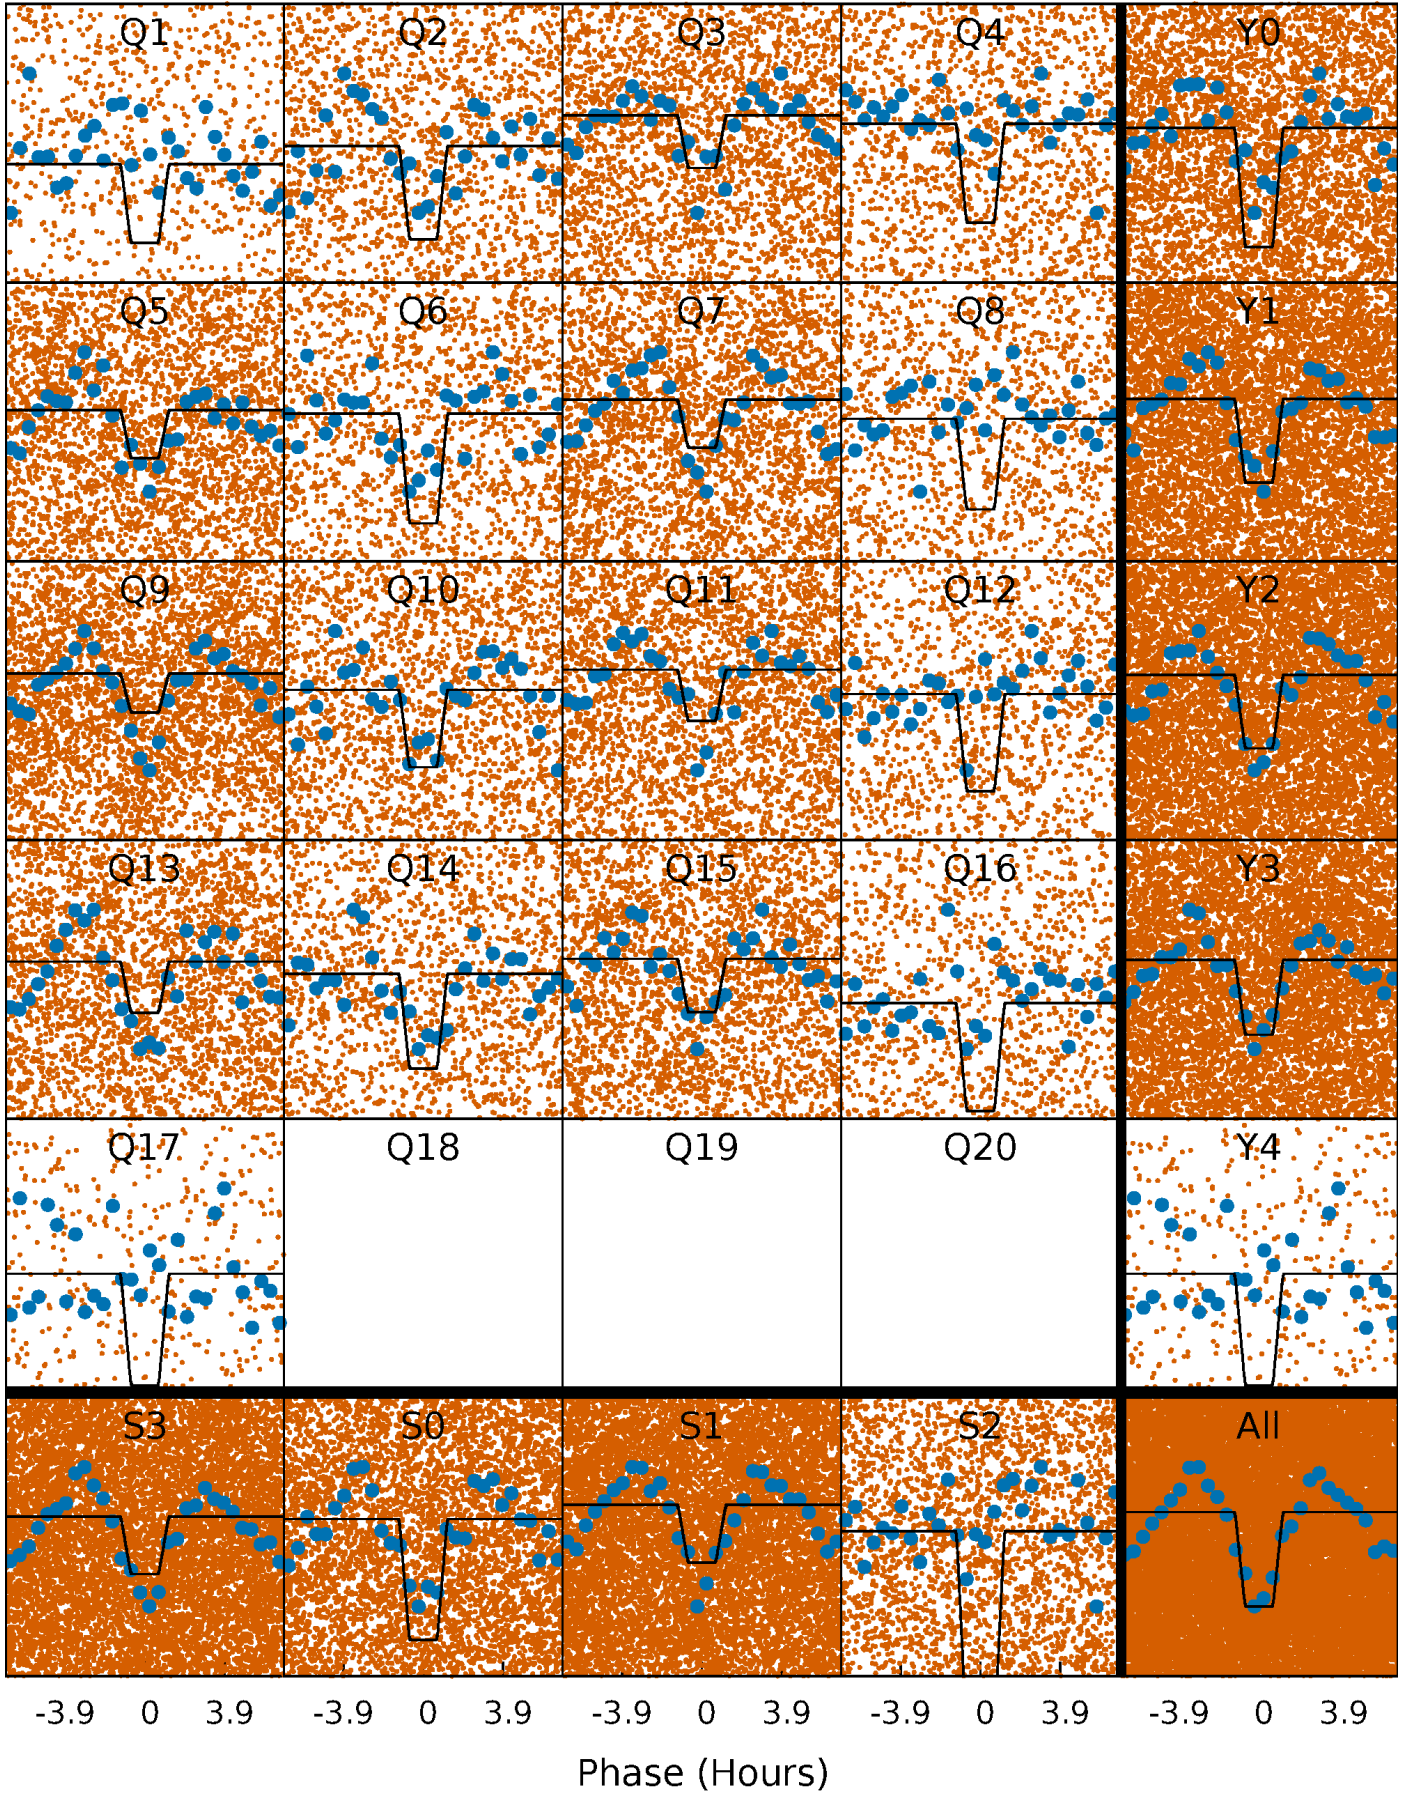 Q1 Q2 Q3 Q4 Y0
Q5 Q6 Q7 Q8 Y1
Q9 Q10 Q11 Q12 Y2
Q13 Q14 Q15 Q16 Y3
Q17 Q18 Q19 Q20 Y4
S3 S0 S1 S2 All
-3.9 0 3.9 -3.9 0 3.9 -3.9 0 3.9 -3.9 0 3.9 -3.9 0 3.9
Phase (Hours)